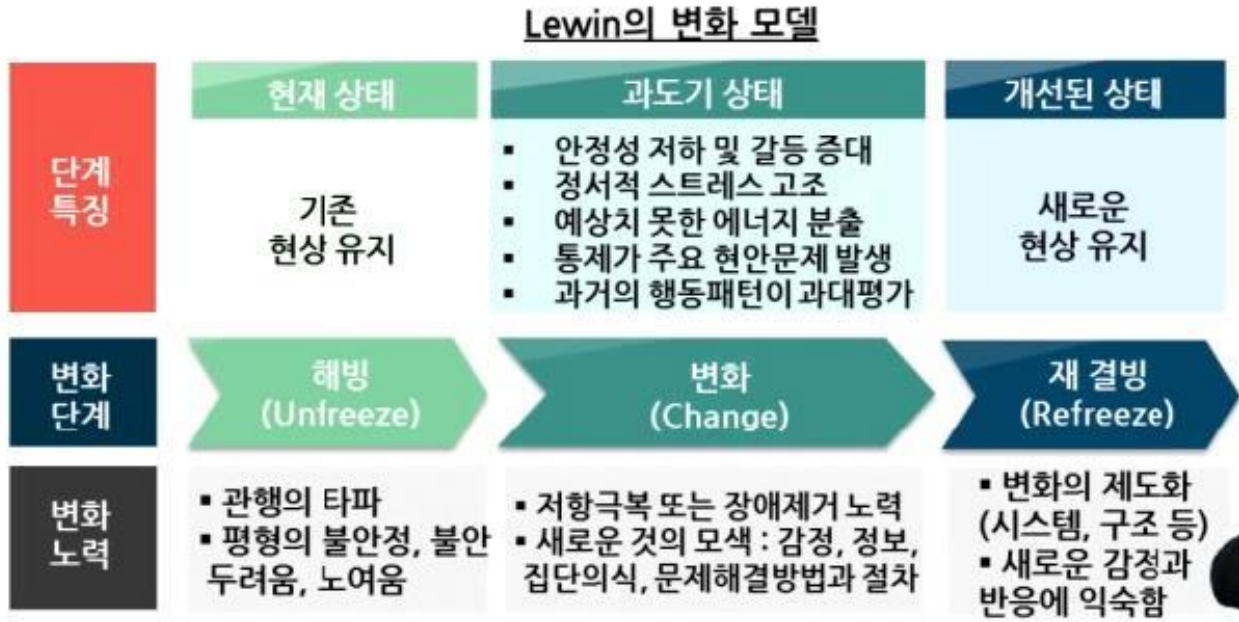 Lewin의 변화 모델
단계
특징
현재 상태
기존
현상 유지
과도기 상태
▪ 안정성 저하 및 갈등 증대
▪ 정서적 스트레스 고조
▪ 예상치 못한 에너지 분출
▪ 통제가 주요 현안문제 발생
▪ 과거의 행동패턴이 과대평가
개선된 상태
새로운
현상 유지
변화
단계
해빙
(Unfreeze)
변화
(Change)
재 결빙
(Refreeze)
변화
노력
▪ 관행의 타파
▪ 평형의 불안정, 불안
두려움, 노여움
▪ 저항극복 또는 장애제거 노력
▪ 새로운 것의 모색 : 감정, 정보,
집단의식, 문제해결방법과 절차
▪ 변화의 제도화
(시스템, 구조 등)
▪ 새로운 감정과
반응에 익숙함